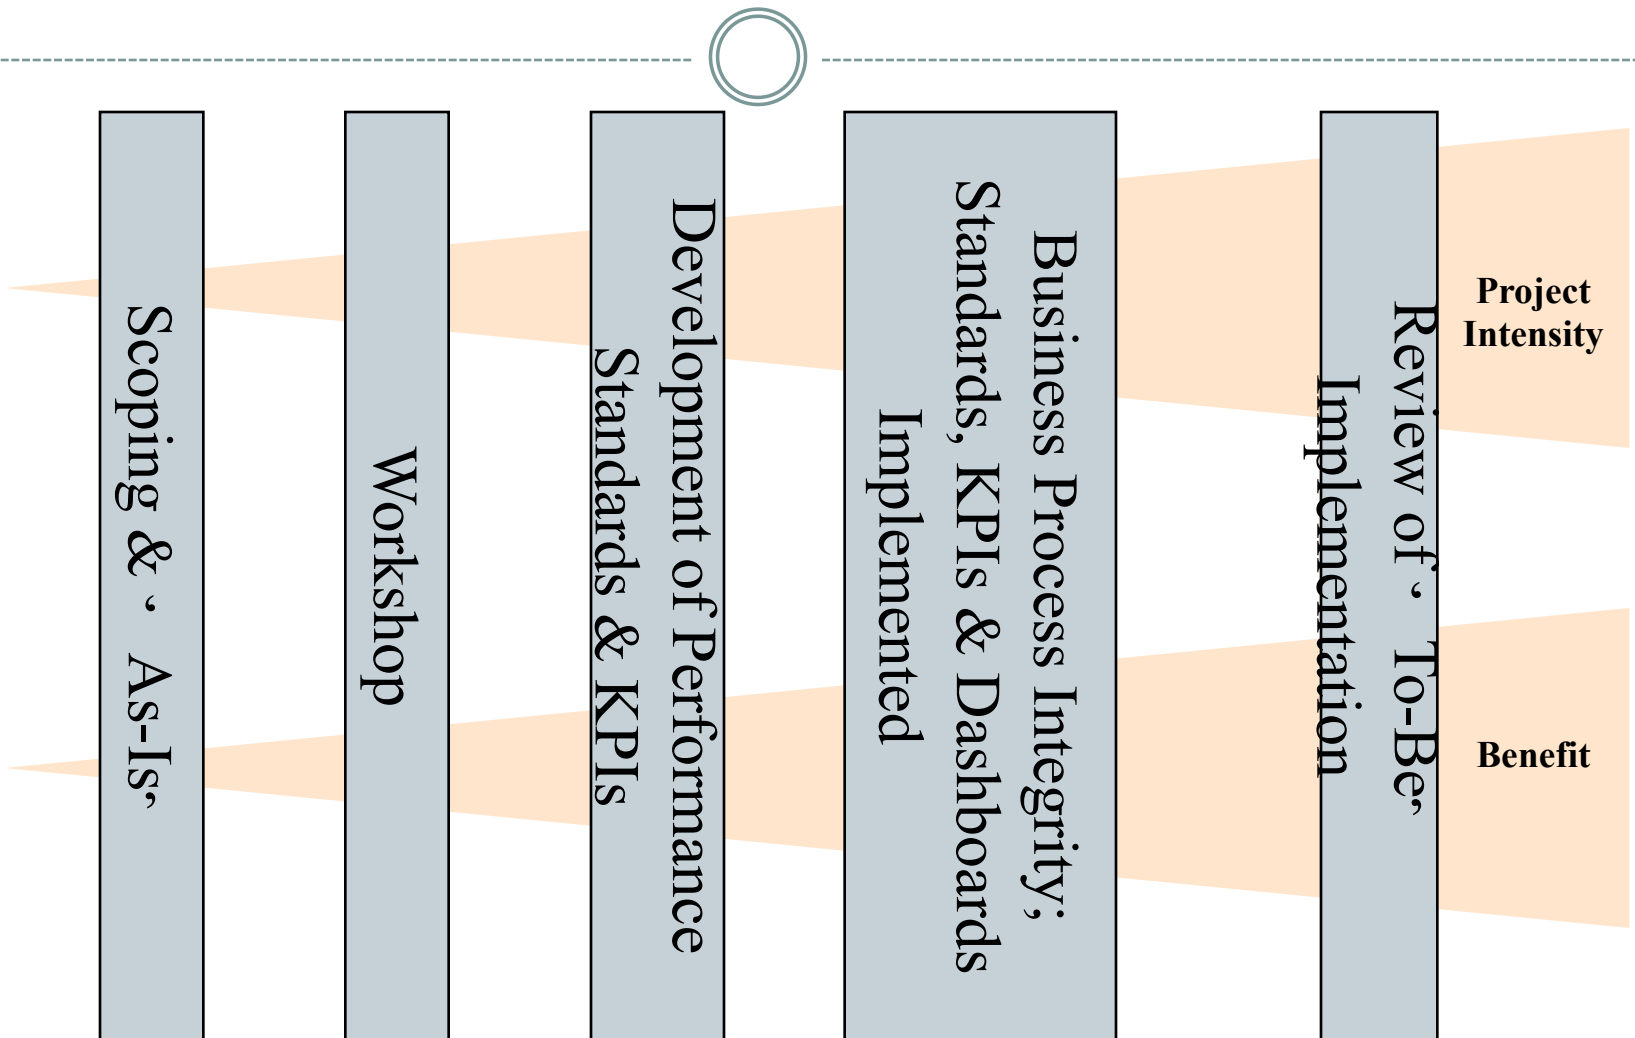 Scoping & ‘ As-Is’
Workshop
Development of Performance
Standards & KPIs
Business Process Integrity;
Standards, KPIs & Dashboards
Implemented
Review of ‘ To-Be’
Implementation
Project
Intensity
Benefit